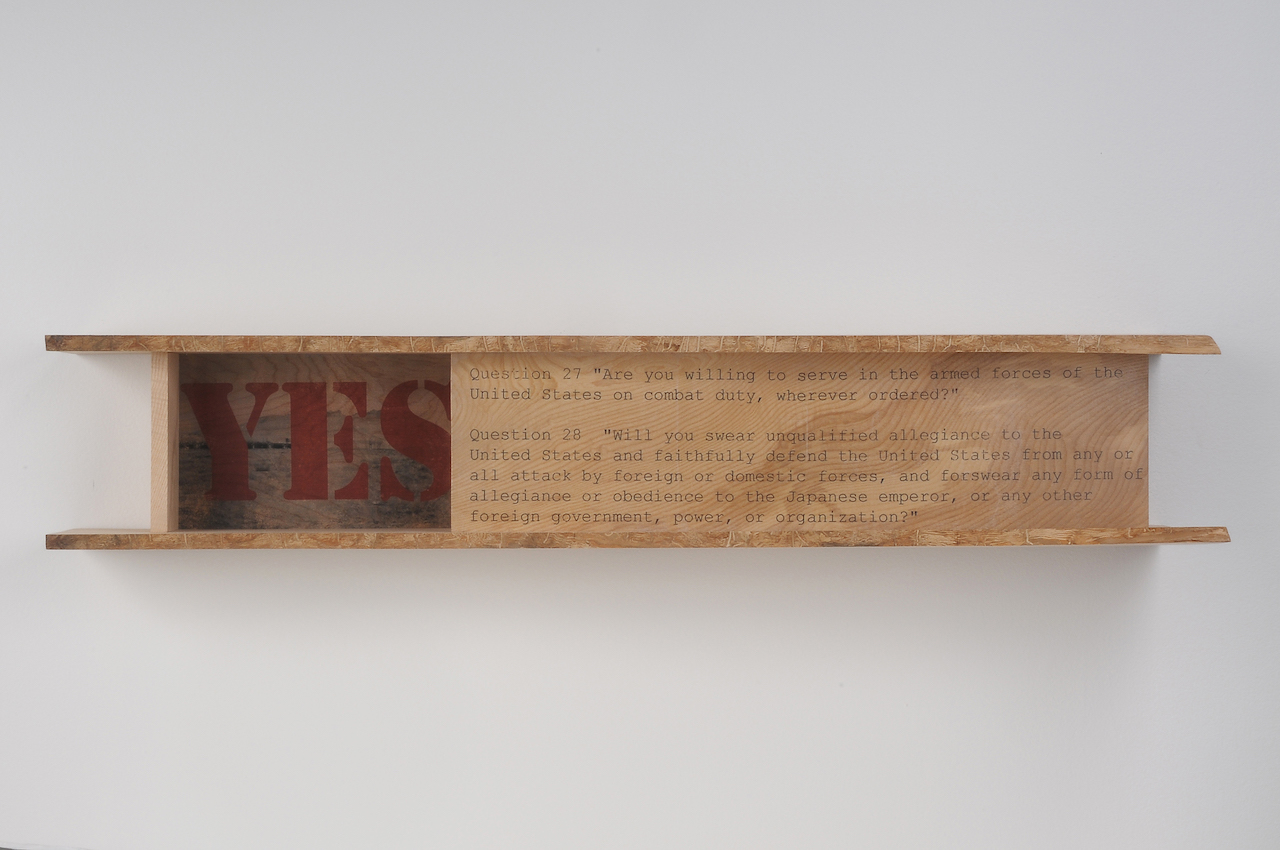 YES
Question 27 "Are you willing to serve in the armed forces of the
United States on combat duty, wherever ordered?"
Question 28 "Will you swear unqualified allegiance to the
United States and faithfully defend the United States from any or
all attack by foreign or domestic forces, and forswear any form of
allegiance or obedience to the Japanese emperor, or any other
foreign government, power, or organization?"